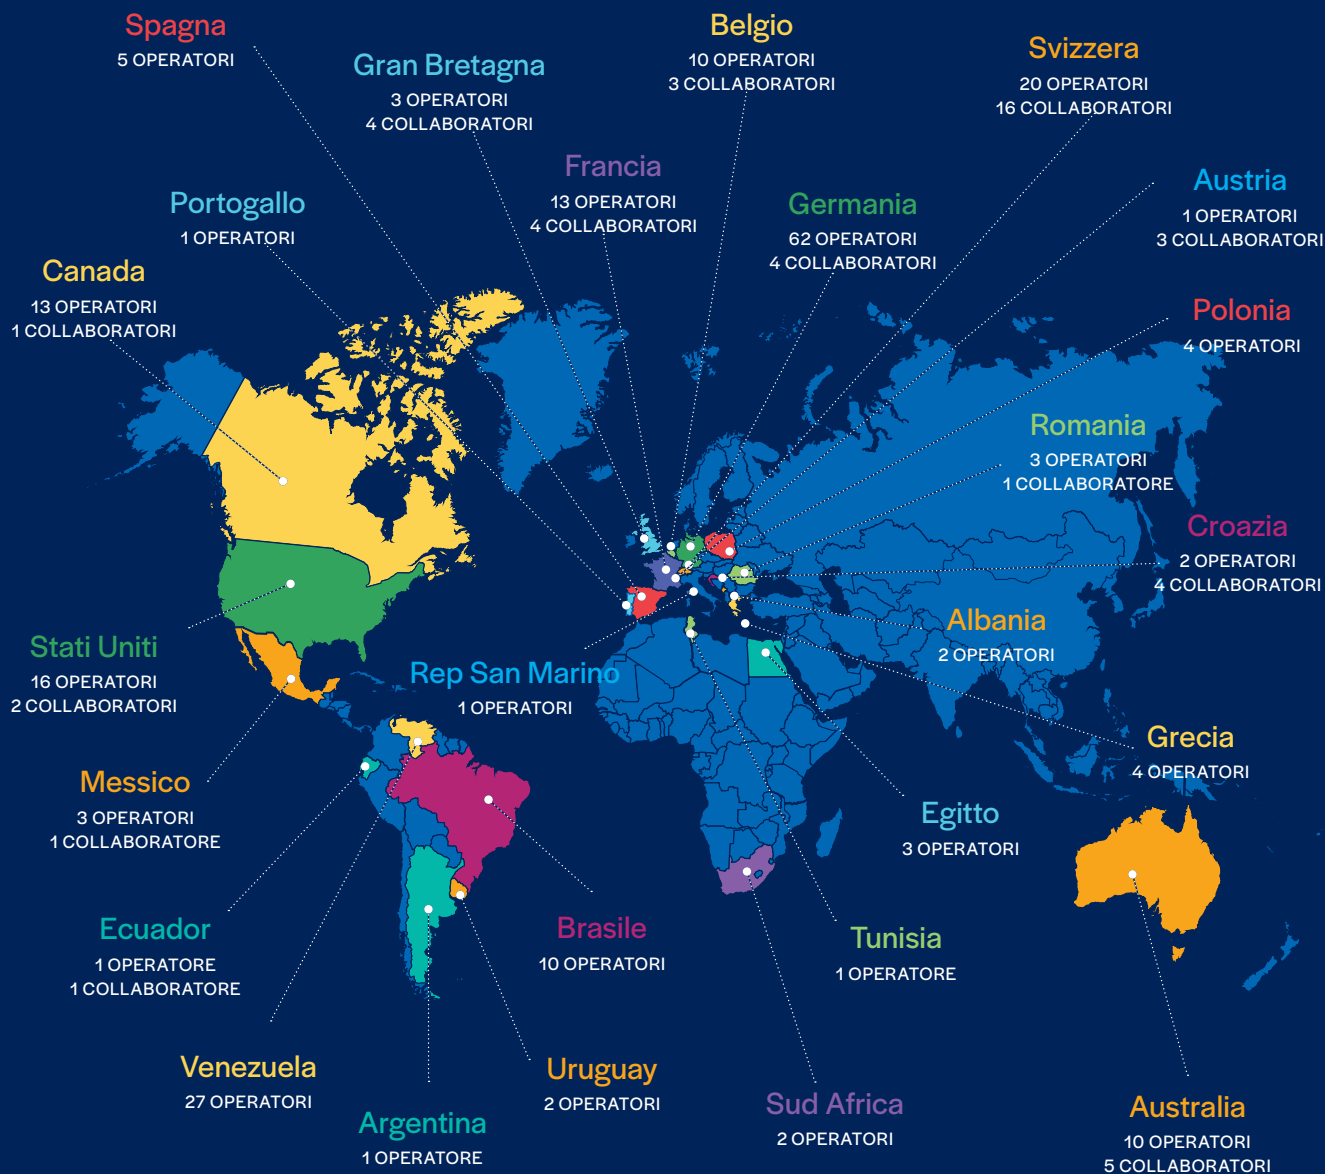 Spagna
5 OPERATORI
Belgio
10 OPERATORI
3 COLLABORATORI
Svizzera
20 OPERATORI
16 COLLABORATORI
Gran Bretagna
3 OPERATORI
4 COLLABORATORI
Francia
13 OPERATORI
4 COLLABORATORI
Austria
1 OPERATORI
3 COLLABORATORI
Portogallo
1 OPERATORI
Germania
62 OPERATORI
4 COLLABORATORI
Canada
13 OPERATORI
1 COLLABORATORI
Polonia
4 OPERATORI
Romania
3 OPERATORI
1 COLLABORATORE
Croazia
2 OPERATORI
4 COLLABORATORI
Albania
2 OPERATORI
Stati Uniti
16 OPERATORI
2 COLLABORATORI
Rep San Marino
1 OPERATORI
Grecia
4 OPERATORI
Messico
3 OPERATORI
1 COLLABORATORE
Egitto
3 OPERATORI
Ecuador
1 OPERATORE
1 COLLABORATORE
Brasile
10 OPERATORI
Tunisia
1 OPERATORE
Venezuela
27 OPERATORI
Uruguay
2 OPERATORI
Argentina
1 OPERATORE
Sud Africa
2 OPERATORI
Australia
10 OPERATORI
5 COLLABORATORI